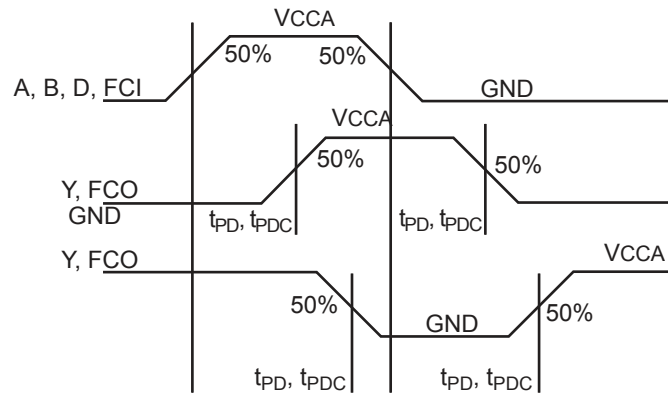 VCCA
50% 50%
A, B, D, FCI
GND
VCCA
50%
50%
Y, FCO
GND
tPD, tPDC
tPD, tPDC
Y, FCO
VCCA
50%
GND
50%
tPD, tPDC
tPD, tPDC